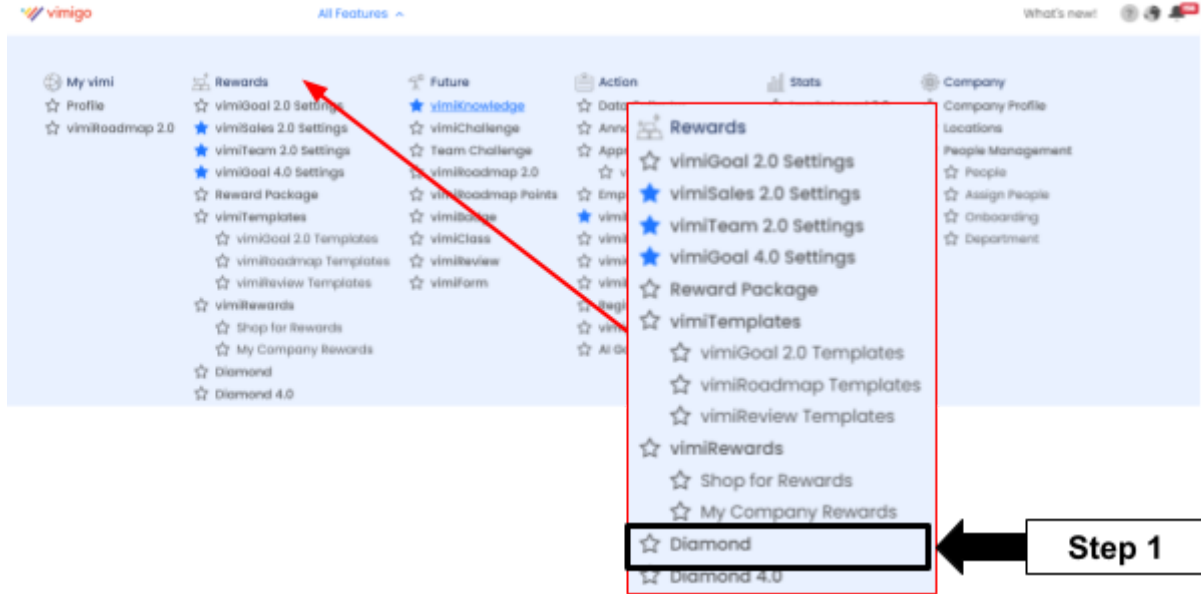 vimigo
All Features
What's new!
My vimi
Profile
vimiRoadmap 2.0
Rewards
vimiGoal 2.0 Settings
vimiSales 2.0 Settings
vimiTeam 2.0 Settings
vimiGoal 4.0 Settings
Reward Package
vimiTemplates
vimiGoal 2.0 Templates
vimiRoadmap Templates
vimiReview Templates
vimiRewards
Shop for Rewards
My Company Rewards
Diamond
Diamond 4.0
Future
vimiKnowledge
vimiChallenge
Team Challenge
vimiRoadmap 2.0
vimiRoadmap Points
vimiBadge
vimiClass
vimiReview
vimiForm
Action
Stats
Company
Company Profile
Locations
People Management
People
Assign People
Onboarding
Department
Rewards
vimiGoal 2.0 Settings
vimiSales 2.0 Settings
vimiTeam 2.0 Settings
vimiGoal 4.0 Settings
Reward Package
vimiTemplates
vimiGoal 2.0 Templates
vimiRoadmap Templates
vimiReview Templates
vimiRewards
Shop for Rewards
My Company Rewards
Diamond
Diamond 4.0
Step 1